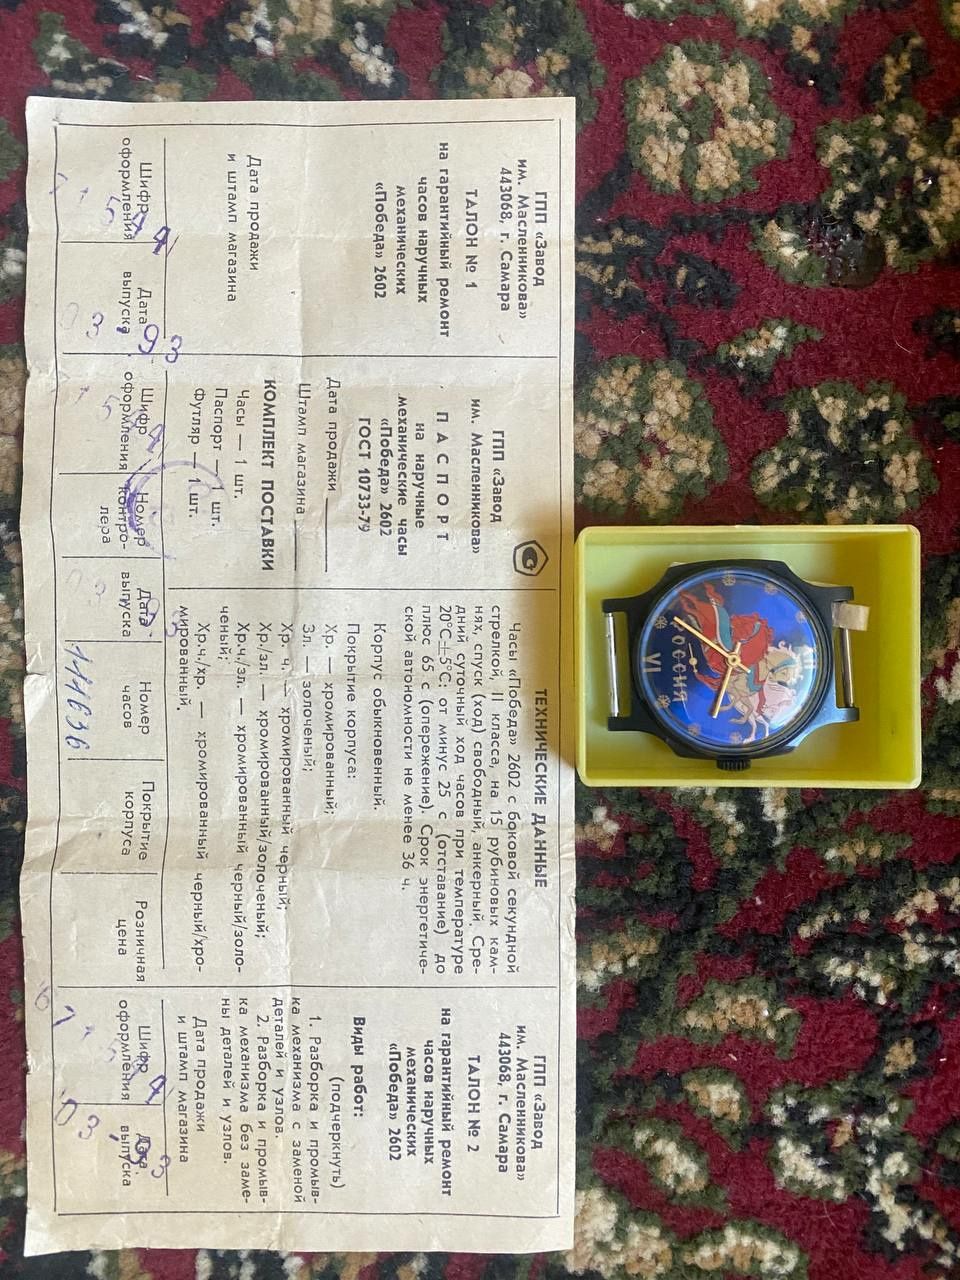 ГПП «Завод
им. Масленникова»
443068, г. Самара
ТАЛОН № 1
на гарантийный ремонт
часов наручных
механических
«Победа» 2602
Дата продажи
и штамп магазина
Шифр
оформления
Дата
выпуска
03.93
ГПП «Завод
им. Масленникова»
ПАСПОРТ
на наручные
механические часы
«Победа» 2602
ГОСТ 10733-79
Дата продажи
Штамп магазина
КОМПЛЕКТ ПОСТАВКИ
Часы — 1 шт.
Паспорт — 1 шт.
Футляр — 1 шт.
ТЕХНИЧЕСКИЕ ДАННЫЕ
Часы «Победа» 2602 с боковой секундной
стрелкой, II класса, на 15 рубиновых кам-
нях, спуск (ход) свободный, анкерный. Сре-
дний суточный ход часов при температуре
20°С±5°С: от минус 25 с (отставание) до
плюс 65 с (опережение). Срок энергетиче-
ской автономности не менее 36 ч.
Корпус обыкновенный.
Покрытие корпуса:
Хр. — хромированный;
Зл. — золоченый;
Хр. ч. — хромированный черный;
Хр./зл. — хромированный/золоченый;
Хр.ч./зл. — хромированный черный/золо-
ченый;
Хр.ч./хр. — хромированный черный/хро-
мированный.
Шифр
оформления
Номер
контро-
лера
Дата
выпуска
Номер
часов
Покрытие
корпуса
Розничная
цена
111636
ГПП «Завод
им. Масленникова»
443068, г. Самара
ТАЛОН № 2
на гарантийный ремонт
часов наручных
механических
«Победа» 2602
Виды работ:
(подчеркнуть)
1. Разборка и промыв-
ка механизма с заменой
деталей и узлов.
2. Разборка и промыв-
ка механизма без заме-
ны деталей и узлов.
Дата продажи
и штамп магазина
Шифр
оформления
Дата
выпуска
РОССИЯ
VI